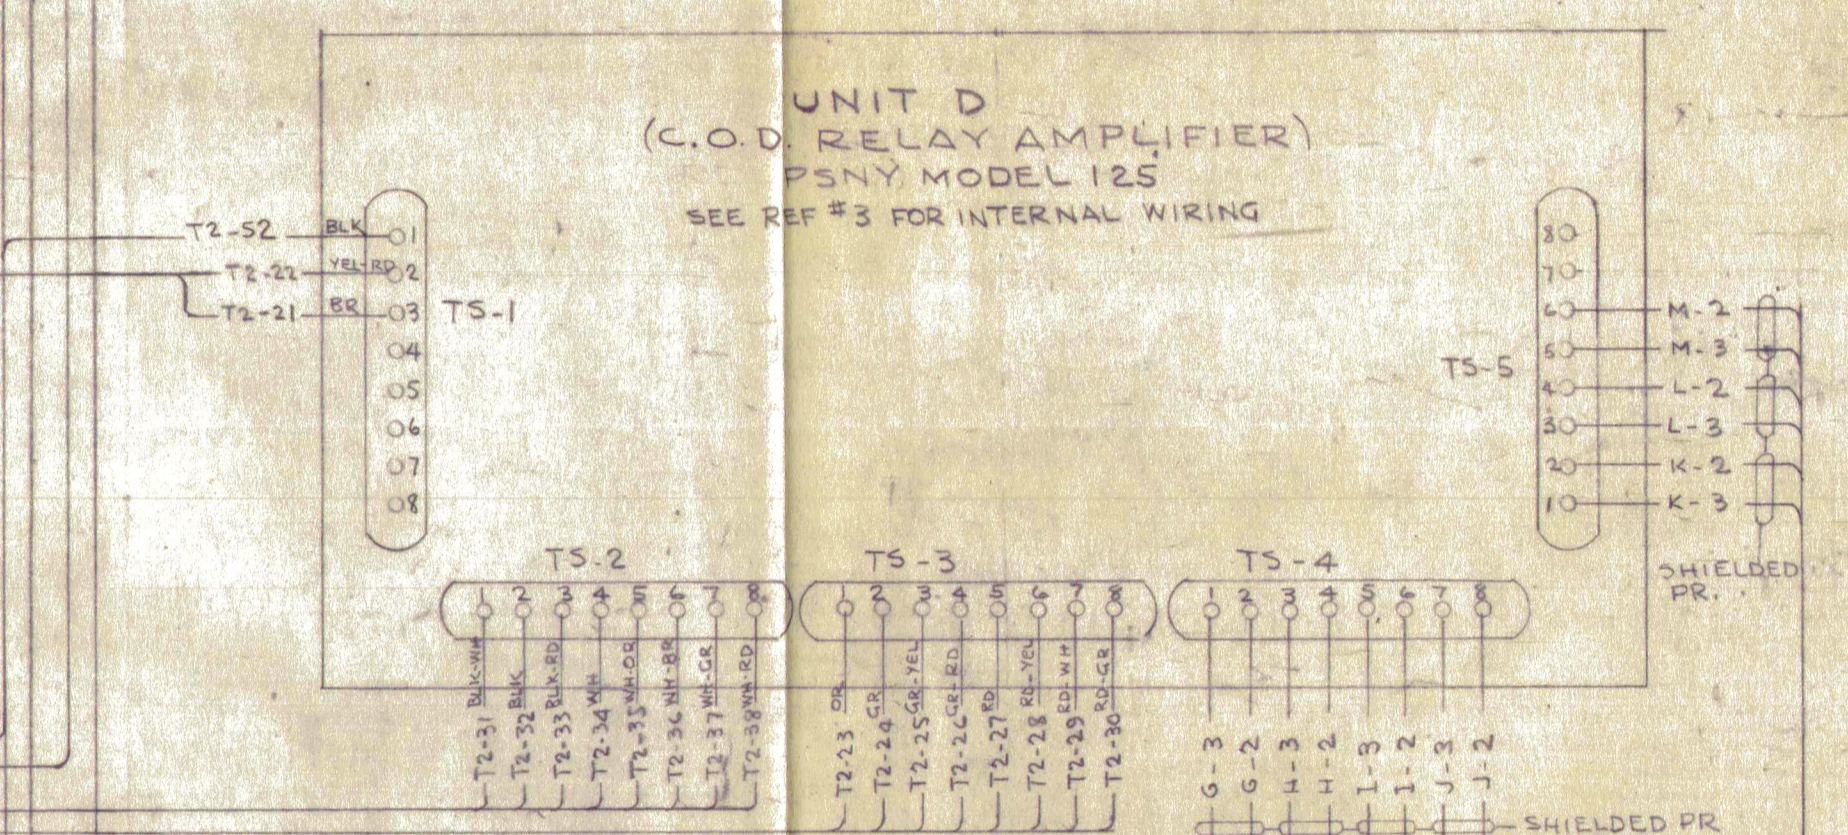 UNIT D
(C.O.D. RELAY AMPLIFIER)
PSNY MODEL 125
SEE REF #3 FOR INTERNAL WIRING
T2-52 BLK 1
T2-22 YEL-RD 2
T2-21 BR 3
TS-1
4
5
6
7
8
8
7
6 M-2
5 M-3
TS-5
4 L-2
3 L-3
2 K-2
1 K-3
SHIELDED
PR.
TS-2
1 2 3 4 5 6 7 8
T2-31 BLK-WH
T2-32 BLK
T2-33 BLK-RD
T2-34 WH
T2-35 WH-OR
T2-36 WH-BR
T2-37 WH-GR
T2-38 WH-RD
TS-3
1 2 3 4 5 6 7 8
T2-23 OR
T2-24 GR
T2-25 GR-YEL
T2-26 GR-RD
T2-27 RD
T2-28 RD-YEL
T2-29 RD-WH
T2-30 RD-GR
TS-4
1 2 3 4 5 6 7 8
G-3
G-2
H-3
H-2
I-3
I-2
J-3
J-2
SHIELDED PR